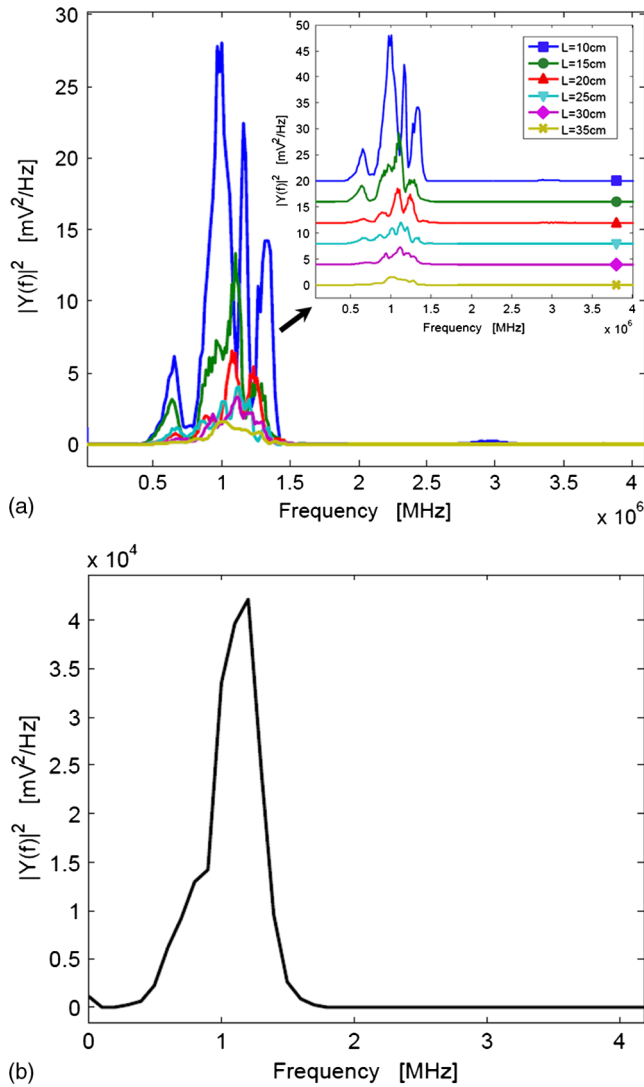 50
45
40
35
30
25
20
15
10
5
0
|Y(f)|² [mV²/Hz]
L=10cm
L=15cm
L=20cm
L=25cm
L=30cm
L=35cm
0.5 1 1.5 2 2.5 3 3.5 4
Frequency [MHz]
x 10⁶
30
25
20
15
10
5
0
|Y(f)|² [mV²/Hz]
0.5 1 1.5 2 2.5 3 3.5 4
(a)
Frequency [MHz]
x 10⁶
x 10⁴
4
3.5
3
2.5
2
1.5
1
0.5
0
|Y(f)|² [mV²/Hz]
0 1 2 3 4
(b)
Frequency [MHz]